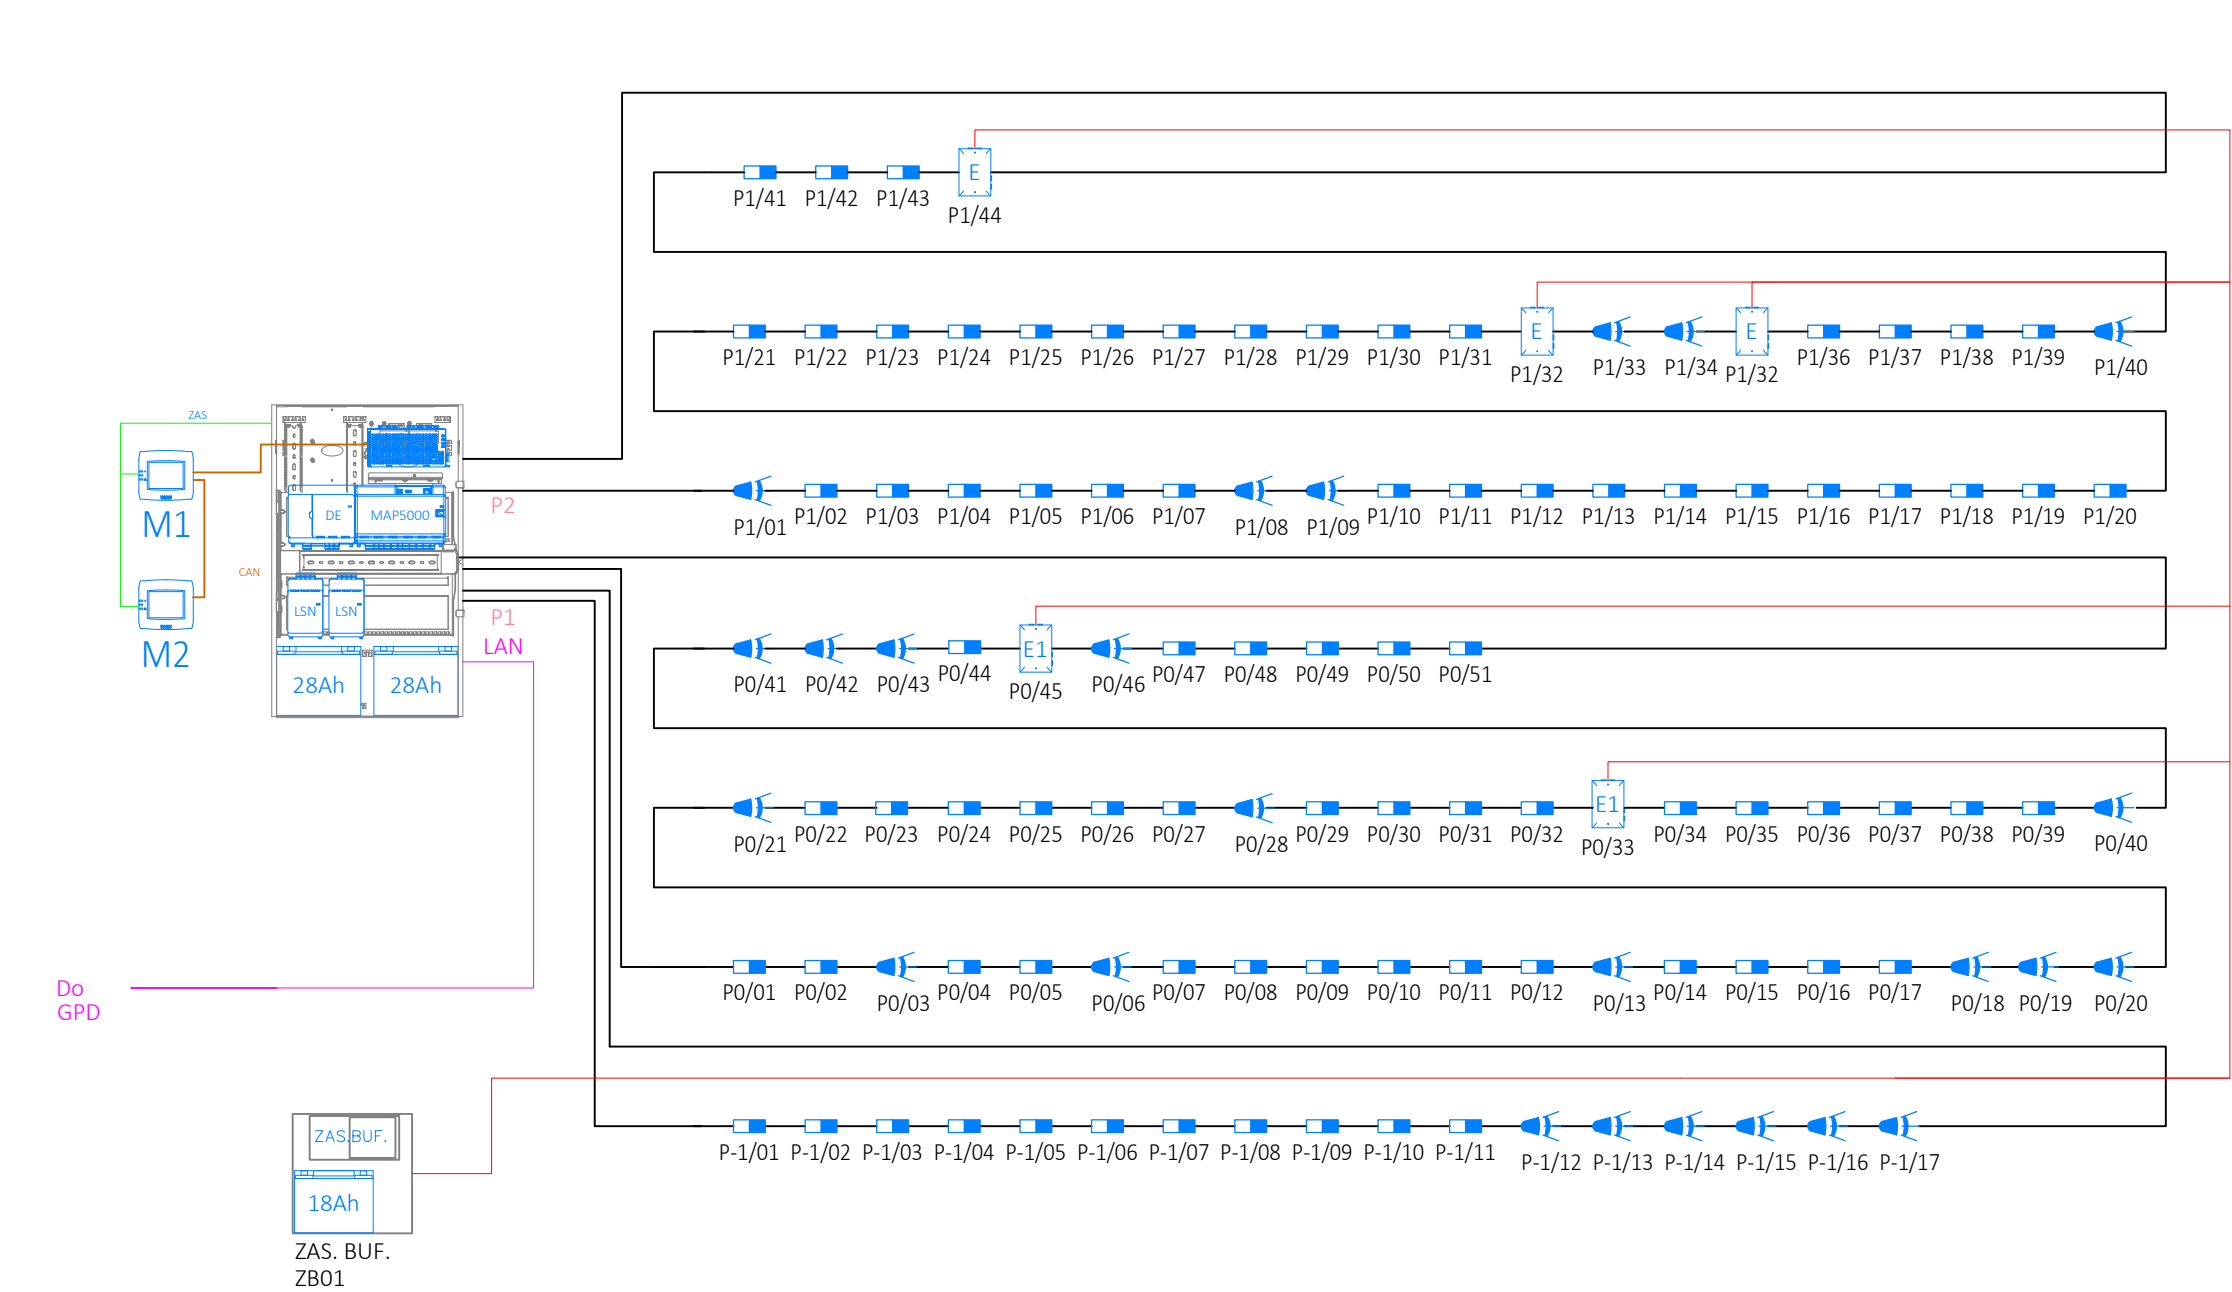 P1/41 P1/42 P1/43 P1/44
P1/21 P1/22 P1/23 P1/24 P1/25 P1/26 P1/27 P1/28 P1/29 P1/30 P1/31 P1/32 P1/33 P1/34 P1/32 P1/36 P1/37 P1/38 P1/39 P1/40
E
E
E
ZAS
M1
CAN
M2
DE
MAP5000
LSN
LSN
28Ah
28Ah
P2
P1
LAN
P1/01 P1/02 P1/03 P1/04 P1/05 P1/06 P1/07 P1/08 P1/09 P1/10 P1/11 P1/12 P1/13 P1/14 P1/15 P1/16 P1/17 P1/18 P1/19 P1/20
E1
P0/41 P0/42 P0/43 P0/44 P0/45 P0/46 P0/47 P0/48 P0/49 P0/50 P0/51
E1
P0/21 P0/22 P0/23 P0/24 P0/25 P0/26 P0/27 P0/28 P0/29 P0/30 P0/31 P0/32 P0/33 P0/34 P0/35 P0/36 P0/37 P0/38 P0/39 P0/40
P0/01 P0/02 P0/03 P0/04 P0/05 P0/06 P0/07 P0/08 P0/09 P0/10 P0/11 P0/12 P0/13 P0/14 P0/15 P0/16 P0/17 P0/18 P0/19 P0/20
Do
GPD
P-1/01 P-1/02 P-1/03 P-1/04 P-1/05 P-1/06 P-1/07 P-1/08 P-1/09 P-1/10 P-1/11 P-1/12 P-1/13 P-1/14 P-1/15 P-1/16 P-1/17
ZAS.BUF.
18Ah
ZAS. BUF.
ZB01